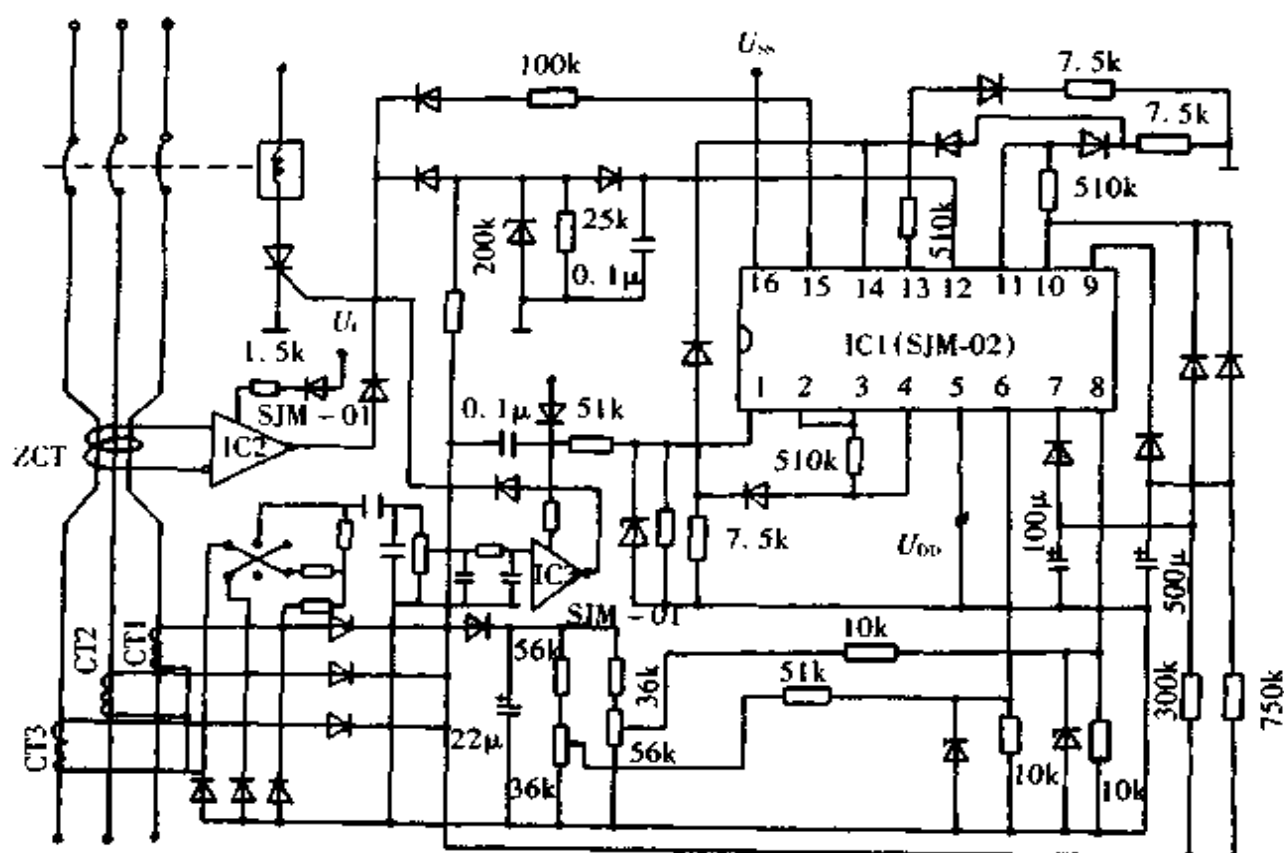 U_SS
100k
7.5k
7.5k
510k
200k
25k
0.1μ
510k
16 15 14 13 12 11 10 9
IC1(SJM-02)
1 2 3 4 5 6 7 8
1.5k
SJM-01
IC2
ZCT
0.1μ
51k
510k
7.5k
U_DD
100μ
500μ
SJM-01
CT1
CT2
CT3
56k
36k
10k
51k
22μ
36k
56k
10k
10k
300k
750k